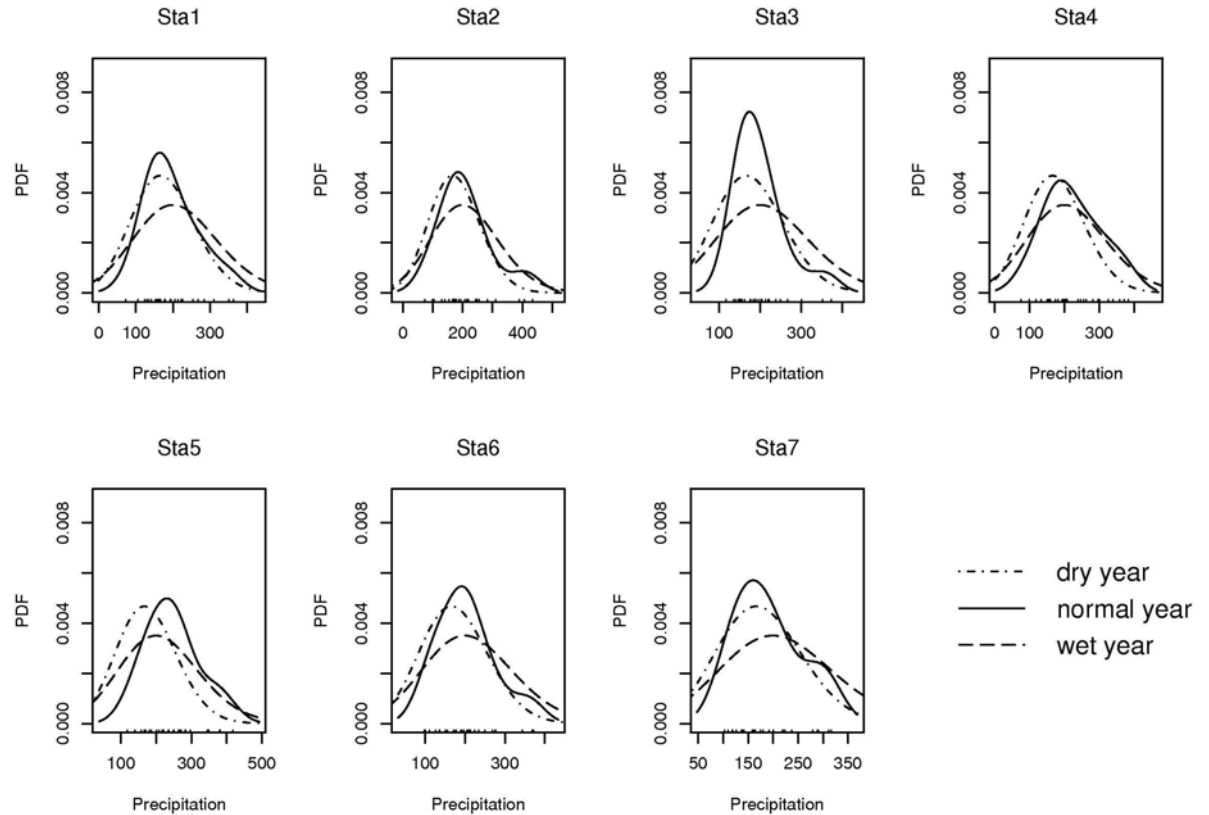 Sta1
PDF
0.000 0.004 0.008
0 100 300
Precipitation
Sta2
PDF
0.000 0.004 0.008
0 200 400
Precipitation
Sta3
PDF
0.000 0.004 0.008
100 300
Precipitation
Sta4
PDF
0.000 0.004 0.008
0 100 300
Precipitation
Sta5
PDF
0.000 0.004 0.008
100 300 500
Precipitation
Sta6
PDF
0.000 0.004 0.008
100 300
Precipitation
Sta7
PDF
0.000 0.004 0.008
50 150 250 350
Precipitation
dry year
normal year
wet year